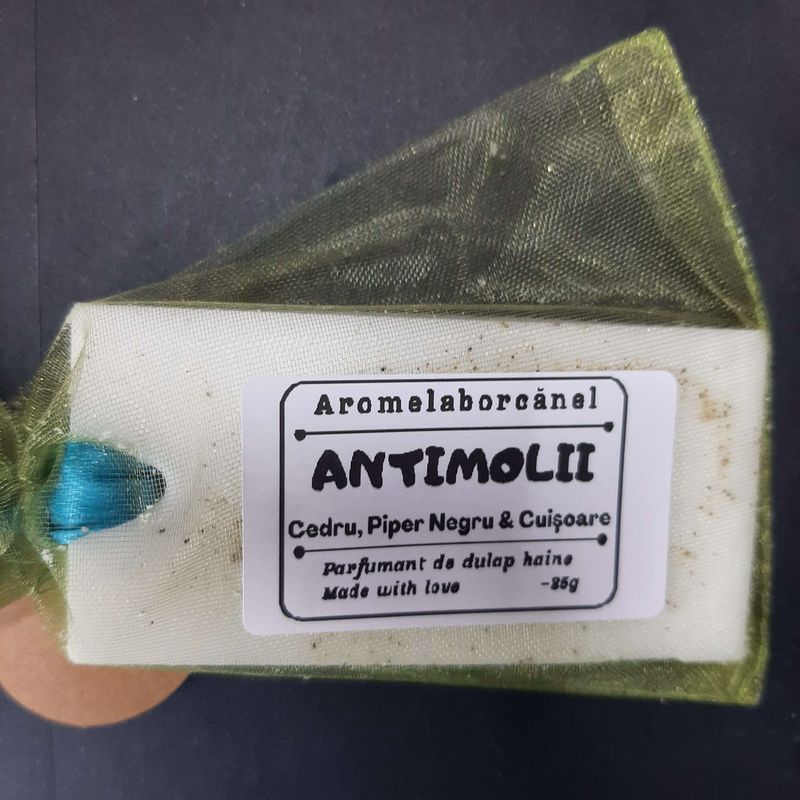 Aromelaborcănel
ANTIMOLII
Cedru, Piper Negru & Cuișoare
Parfumant de dulap haine
Made with love ~25g